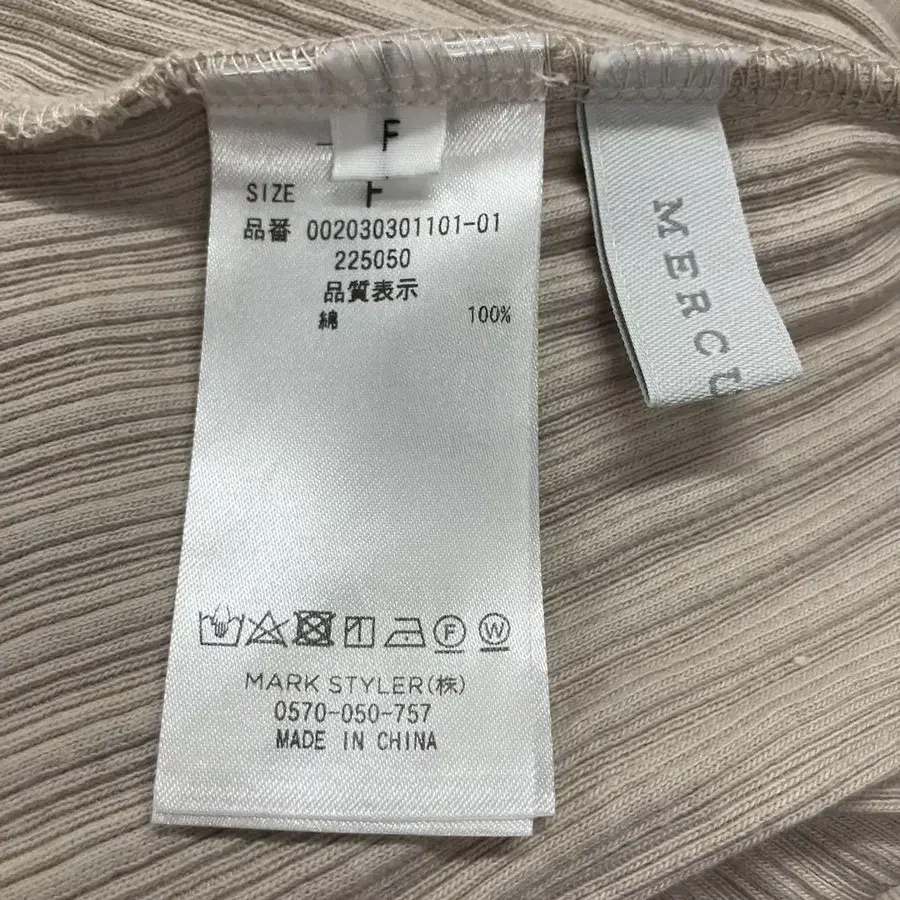 F
SIZE F
品番 002030301101-01
225050
品質表示
綿 100%
F W
MARK STYLER(株)
0570-050-757
MADE IN CHINA
MERCU